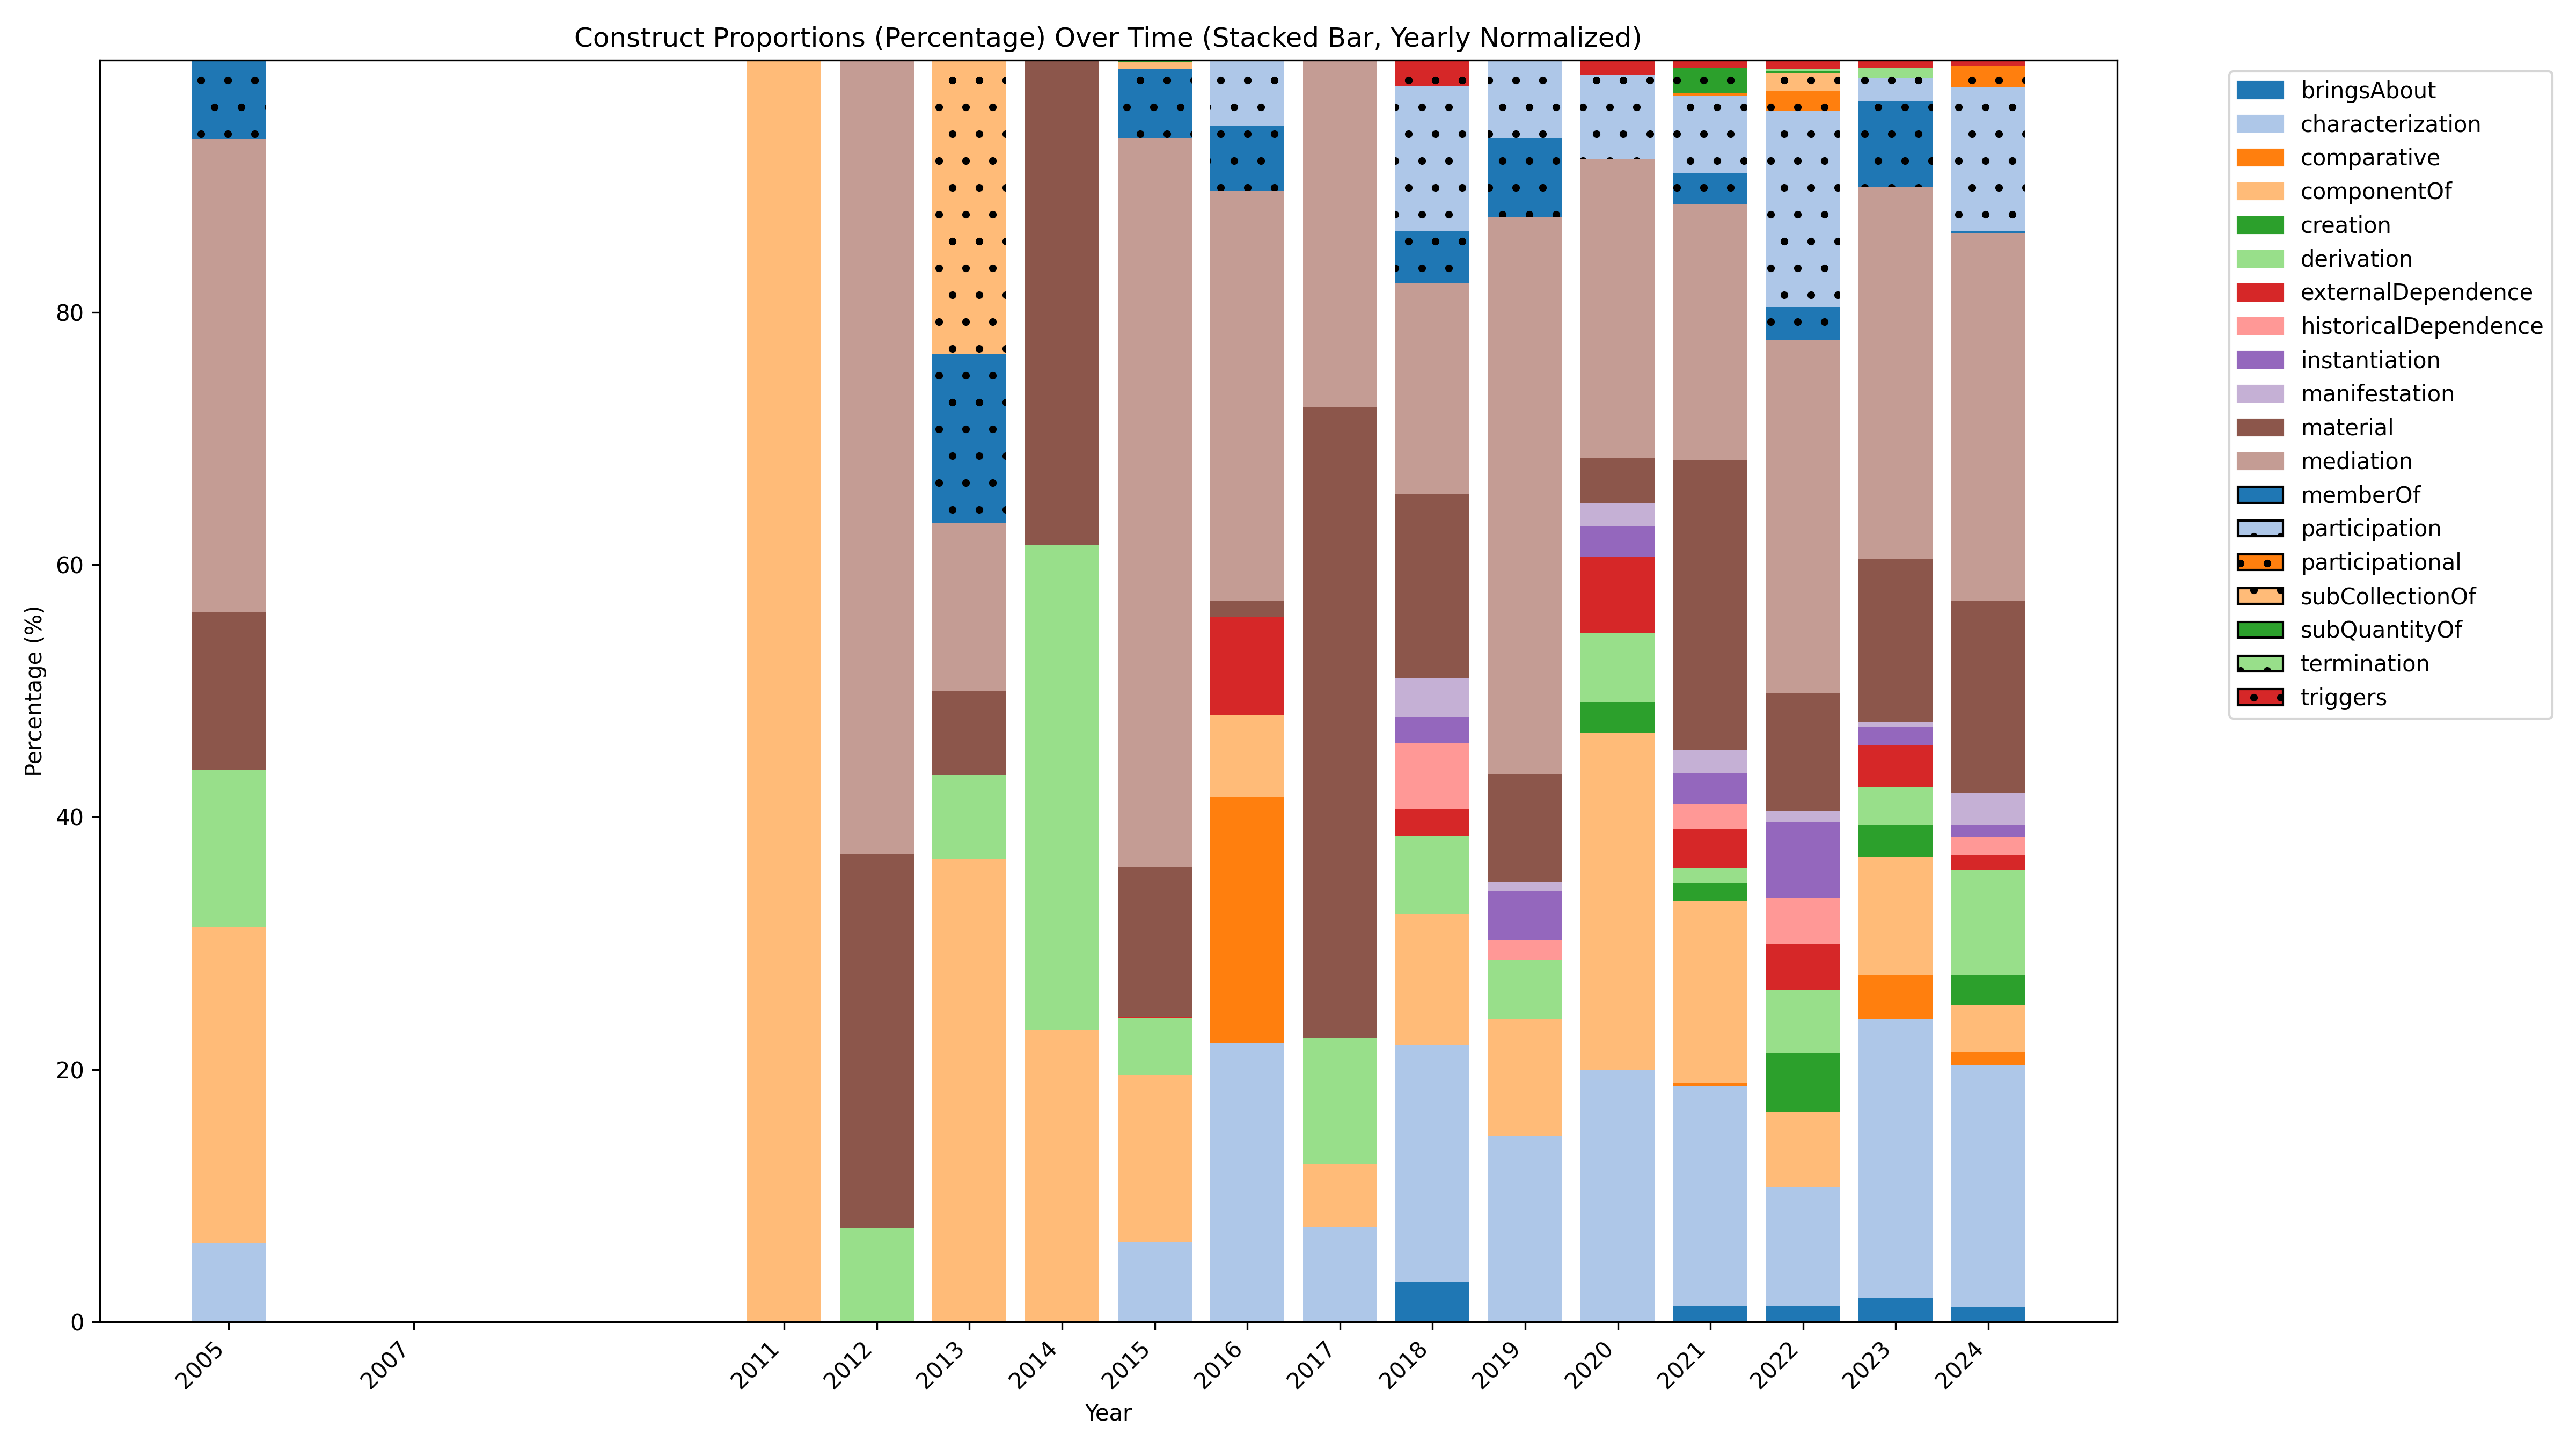 Construct Proportions (Percentage) Over Time (Stacked Bar, Yearly Normalized)
Percentage (%)
80
60
40
20
0
2005
2007
2011
2012
2013
2014
2015
2016
2017
2018
2019
2020
2021
2022
2023
2024
Year
bringsAbout
characterization
comparative
componentOf
creation
derivation
externalDependence
historicalDependence
instantiation
manifestation
material
mediation
memberOf
participation
participational
subCollectionOf
subQuantityOf
termination
triggers